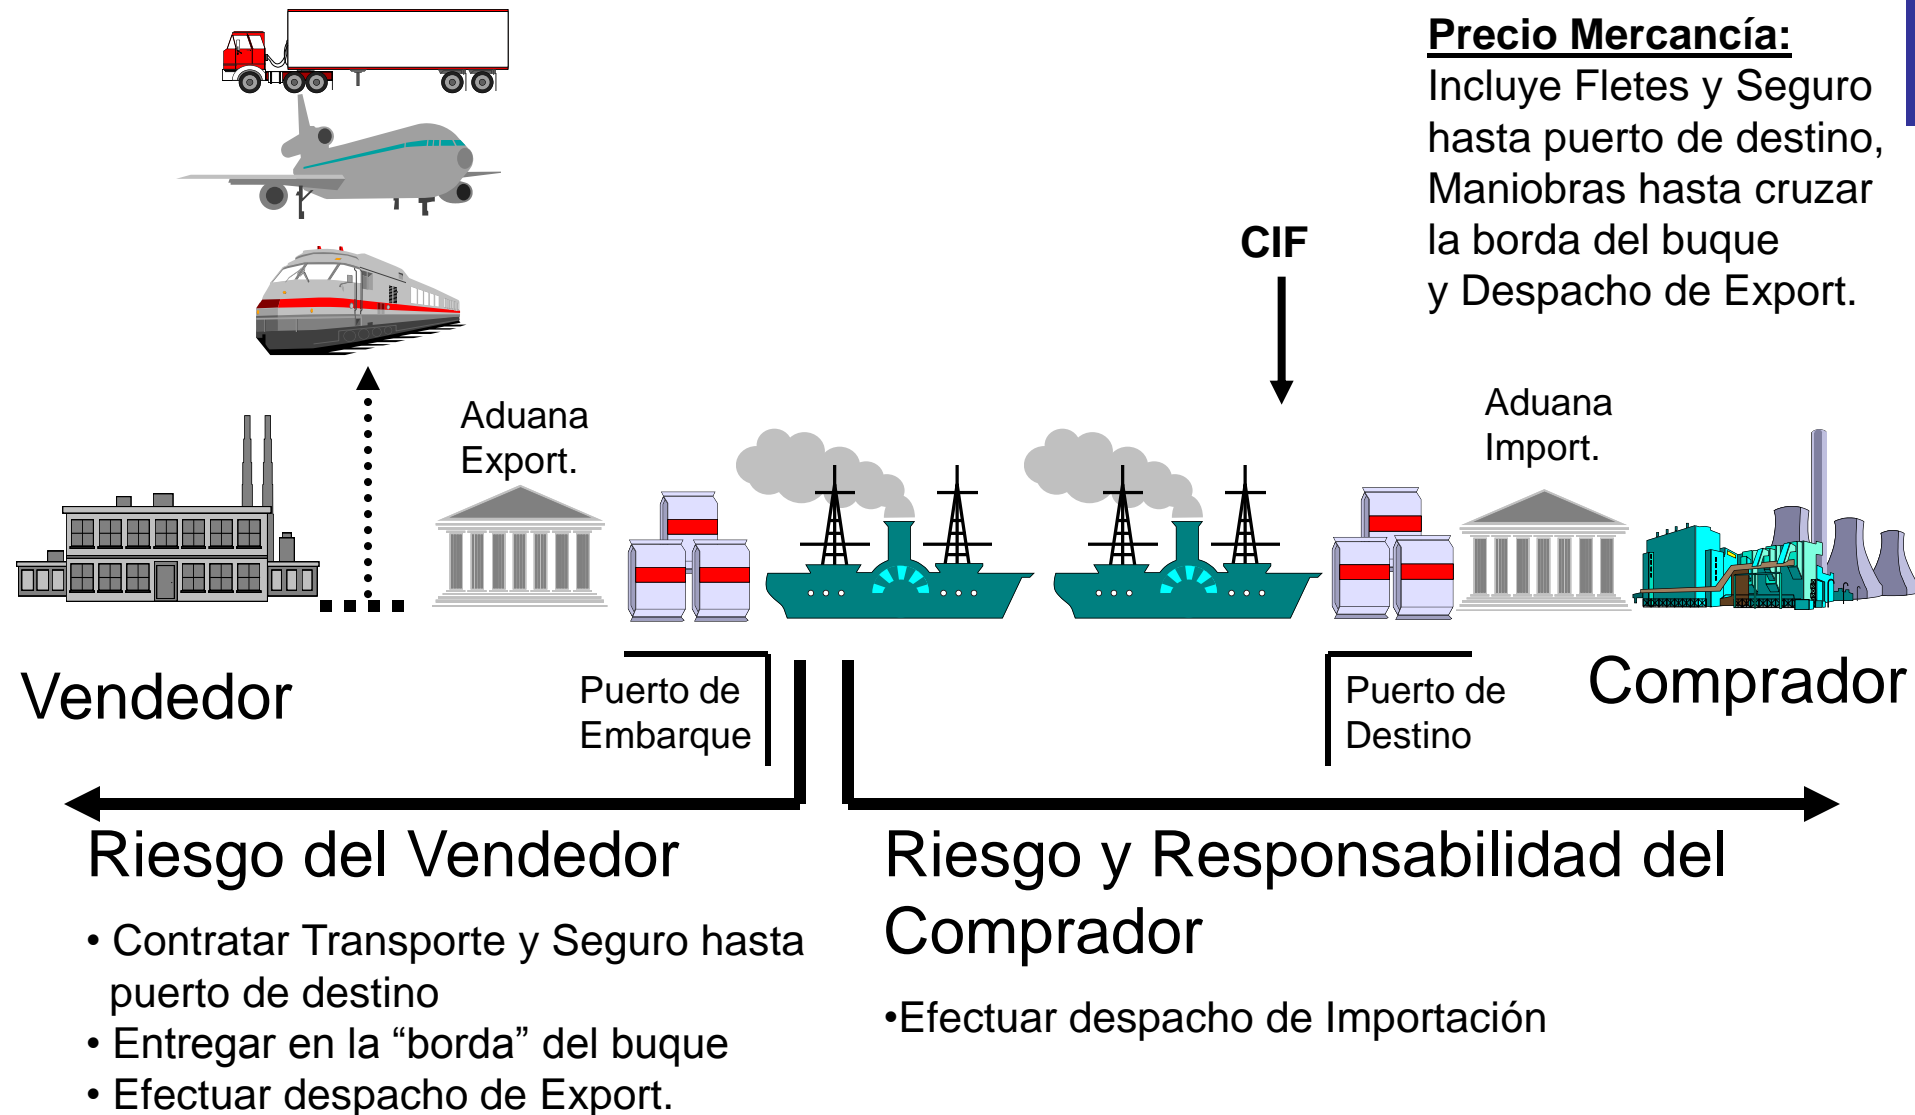 Precio Mercancía:
Incluye Fletes y Seguro
hasta puerto de destino,
Maniobras hasta cruzar
la borda del buque
y Despacho de Export.
CIF
Aduana
Export.
Aduana
Import.
Vendedor
Puerto de
Embarque
Puerto de
Destino
Comprador
Riesgo del Vendedor
• Contratar Transporte y Seguro hasta
puerto de destino
• Entregar en la “borda” del buque
• Efectuar despacho de Export.
Riesgo y Responsabilidad del
Comprador
•Efectuar despacho de Importación